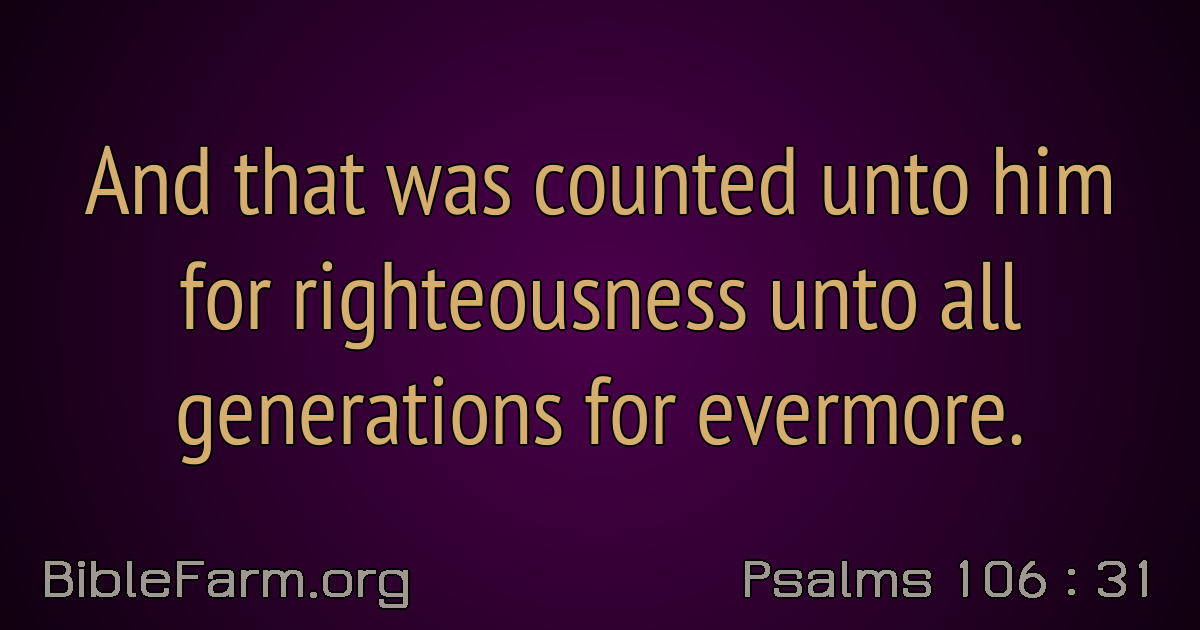 And that was counted unto him
for righteousness unto all
generations for evermore.
BibleFarm.org
Psalms 106 : 31